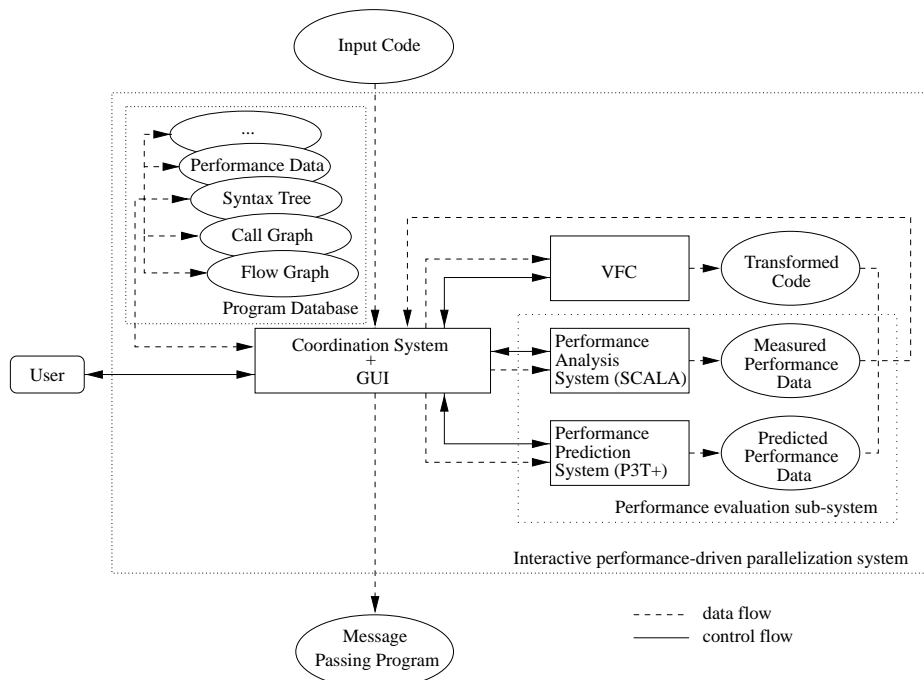 Input Code
...
Performance Data
Syntax Tree
Call Graph
Flow Graph
Program Database
VFC
Transformed
Code
Coordination System
+
GUI
User
Performance
Analysis
System (SCALA)
Measured
Performance
Data
Performance
Prediction
System (P3T+)
Predicted
Performance
Data
Performance evaluation sub-system
Interactive performance-driven parallelization system
data flow
control flow
Message
Passing Program